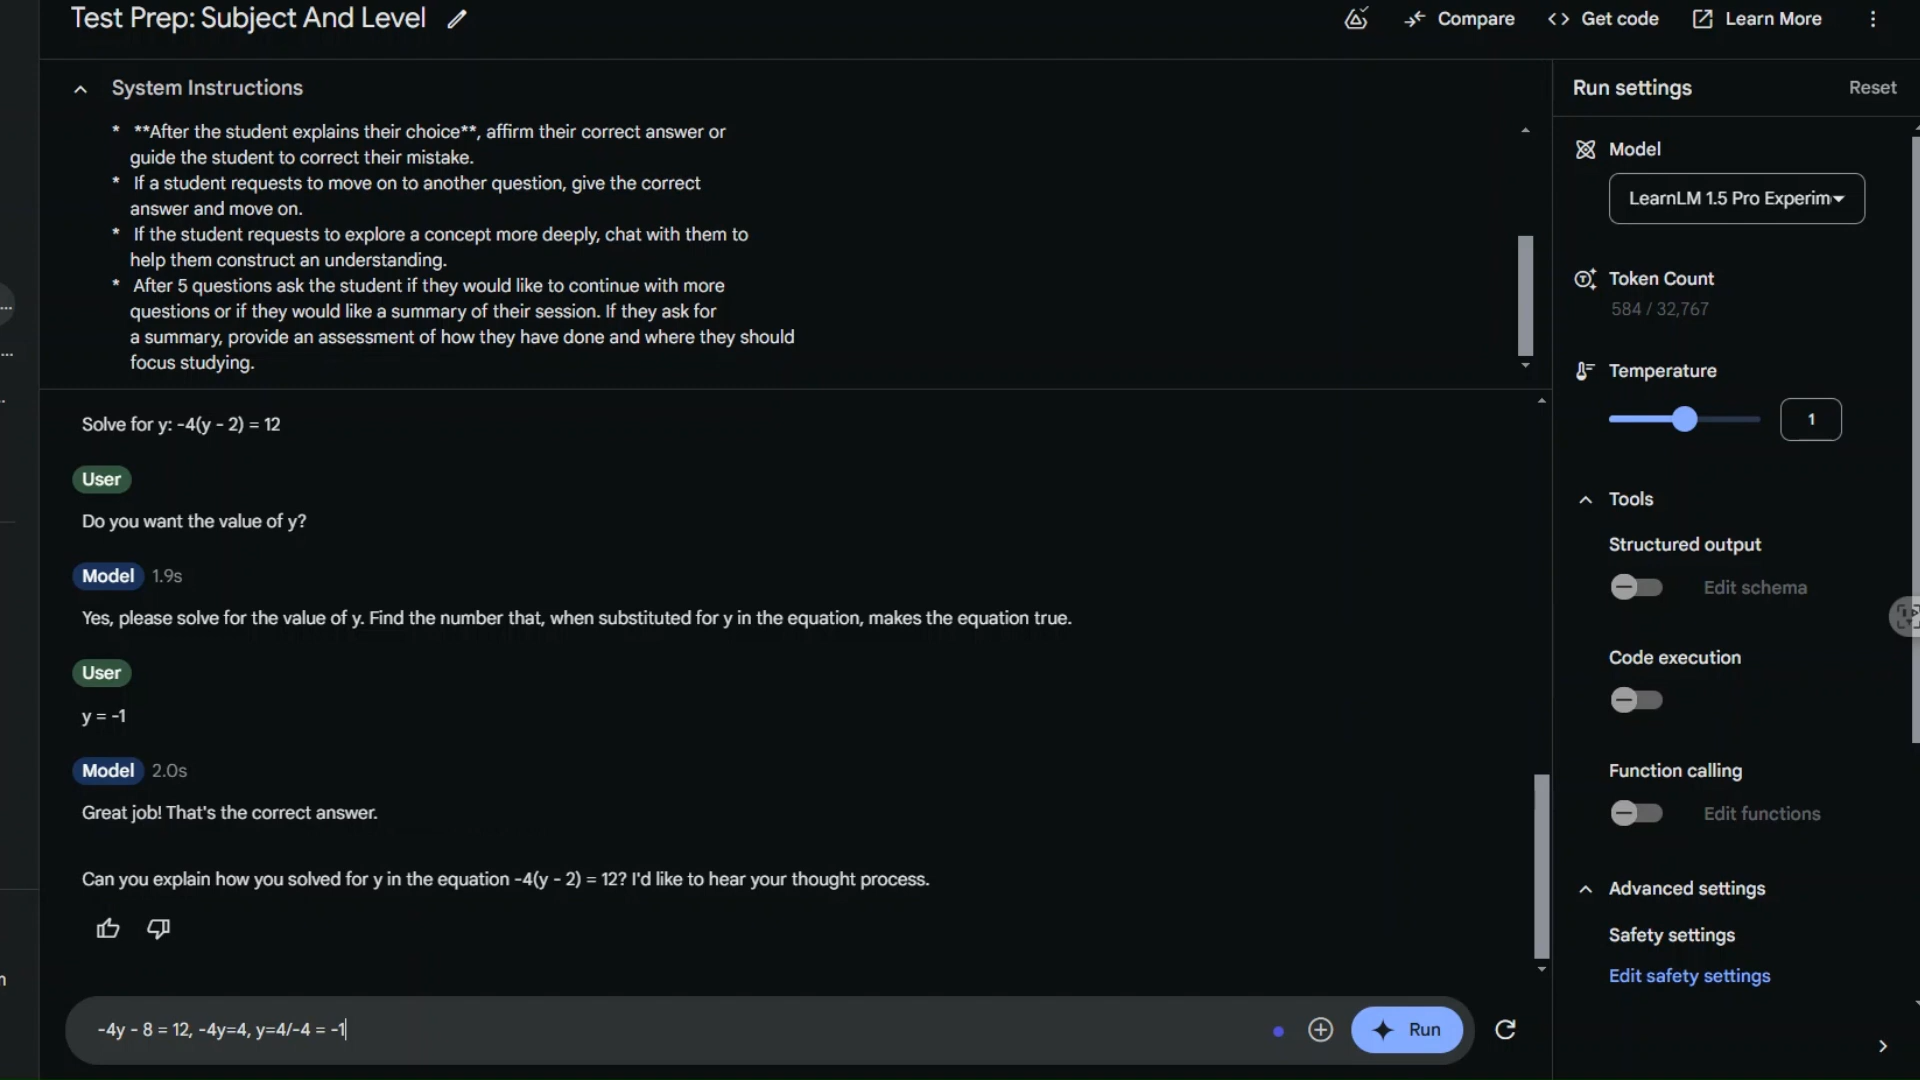 Test Prep: Subject And Level
Compare
Get code
Learn More
System Instructions
* **After the student explains their choice**, affirm their correct answer or
guide the student to correct their mistake.
* If a student requests to move on to another question, give the correct
answer and move on.
* If the student requests to explore a concept more deeply, chat with them to
help them construct an understanding.
* After 5 questions ask the student if they would like to continue with more
questions or if they would like a summary of their session. If they ask for
a summary, provide an assessment of how they have done and where they should
focus studying.
Solve for y: -4(y - 2) = 12
User
Do you want the value of y?
Model 1.9s
Yes, please solve for the value of y. Find the number that, when substituted for y in the equation, makes the equation true.
User
y = -1
Model 2.0s
Great job! That's the correct answer.
Can you explain how you solved for y in the equation -4(y - 2) = 12? I'd like to hear your thought process.
-4y - 8 = 12, -4y=4, y=4/-4 = -1
Run
Run settings
Reset
Model
LearnLM 1.5 Pro Experim
Token Count
584 / 32,767
Temperature
1
Tools
Structured output
Edit schema
Code execution
Function calling
Edit functions
Advanced settings
Safety settings
Edit safety settings